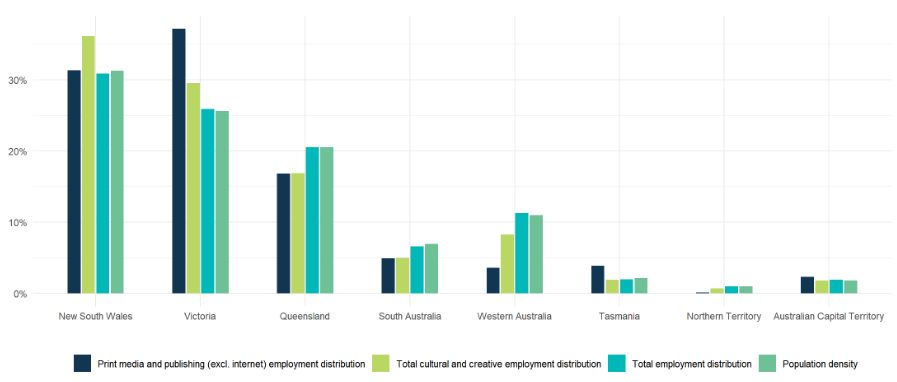 30%
20%
10%
0%
New South Wales Victoria Queensland South Australia Western Australia Tasmania Northern Territory Australian Capital Territory
Print media and publishing (excl. internet) employment distribution Total cultural and creative employment distribution Total employment distribution Population density